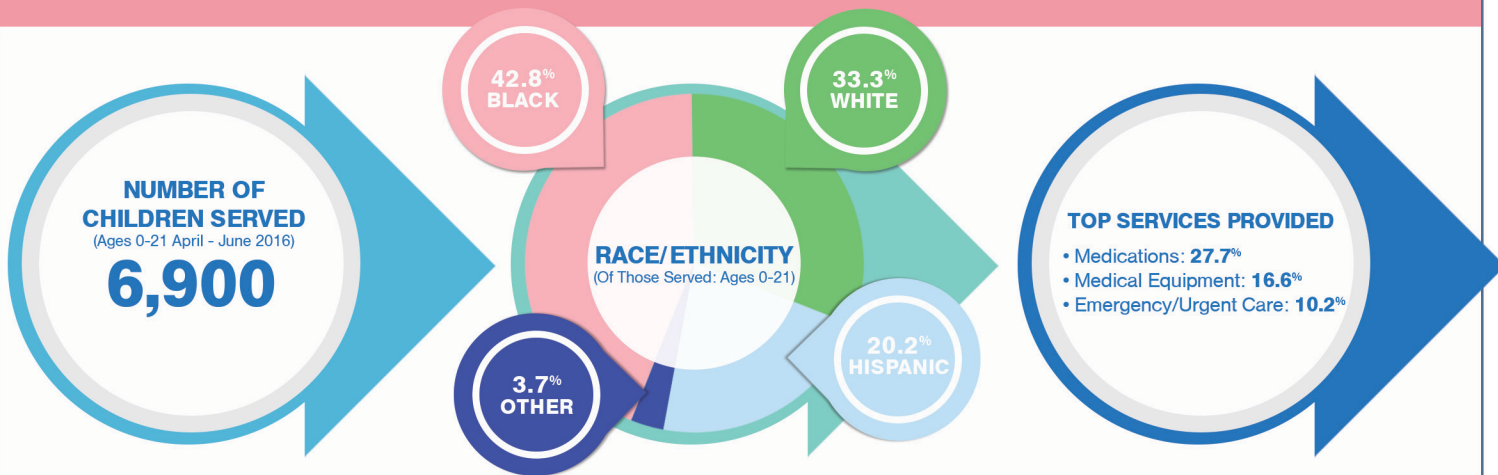 NUMBER OF
CHILDREN SERVED
(Ages 0-21 April - June 2016)
6,900
42.8%
BLACK
33.3%
WHITE
RACE/ETHNICITY
(Of Those Served: Ages 0-21)
3.7%
OTHER
20.2%
HISPANIC
TOP SERVICES PROVIDED
• Medications: 27.7%
• Medical Equipment: 16.6%
• Emergency/Urgent Care: 10.2%